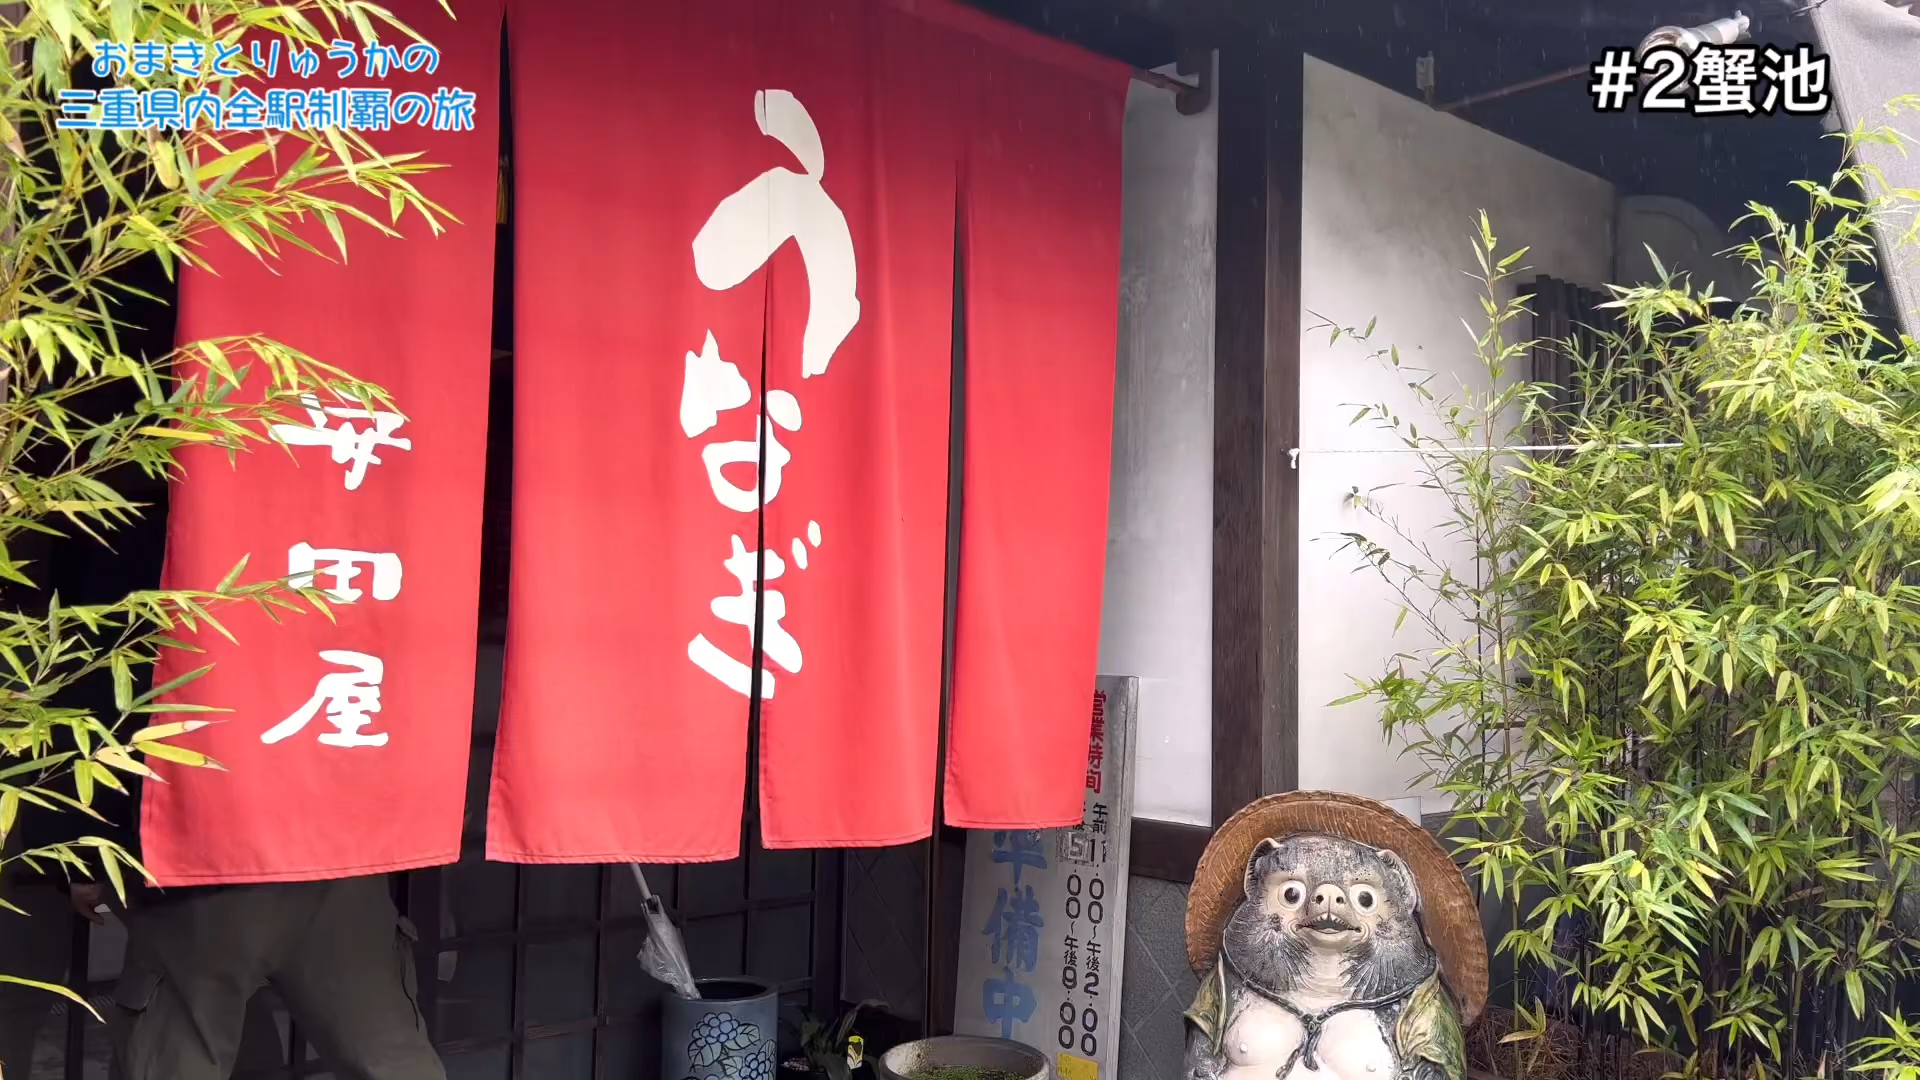 おまきとりゅうかの
三重県内全駅制覇の旅
#2蟹池
うなぎ
安田屋
営業時間
午前11:00〜午後2:00
5:00〜午後8:00
準備中